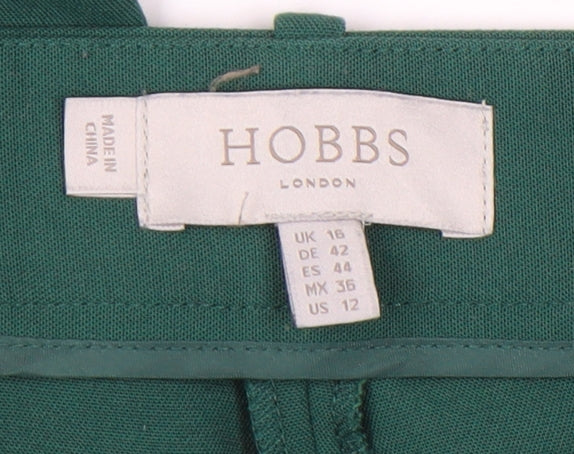 HOBBS
LONDON
MADE IN
CHINA
UK 16
DE 42
ES 44
MX 36
US 12